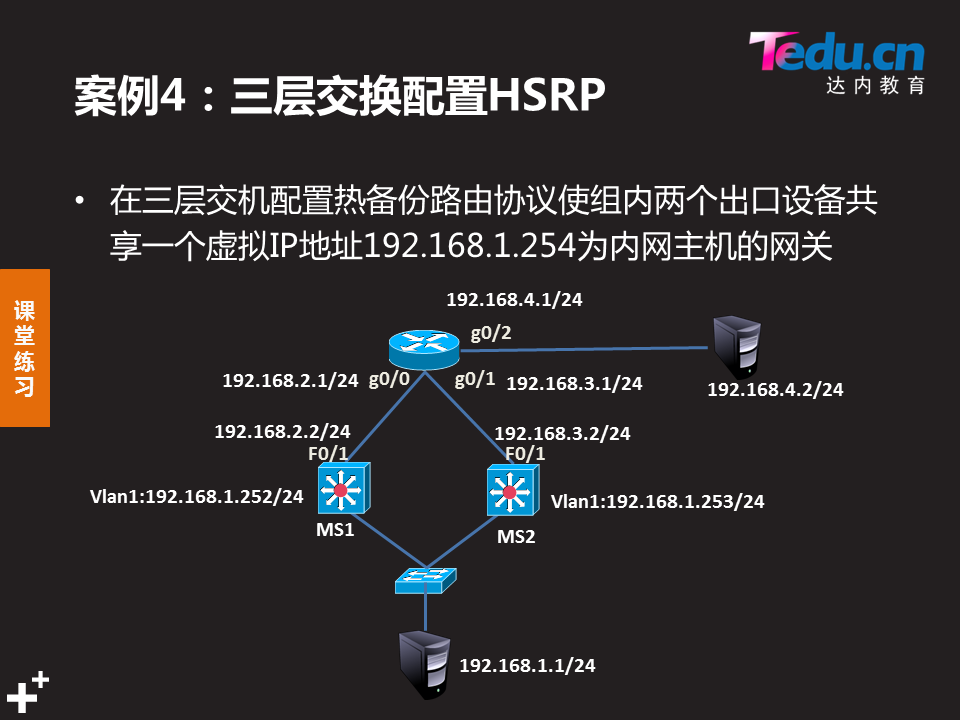 Tedu.cn
达内教育
案例4：三层交换配置HSRP
• 在三层交机配置热备份路由协议使组内两个出口设备共
享一个虚拟IP地址192.168.1.254为内网主机的网关
课
堂
练
习
192.168.4.1/24
g0/2
192.168.2.1/24 g0/0
g0/1 192.168.3.1/24
192.168.4.2/24
192.168.2.2/24
F0/1
192.168.3.2/24
F0/1
Vlan1:192.168.1.252/24
Vlan1:192.168.1.253/24
MS1
MS2
192.168.1.1/24